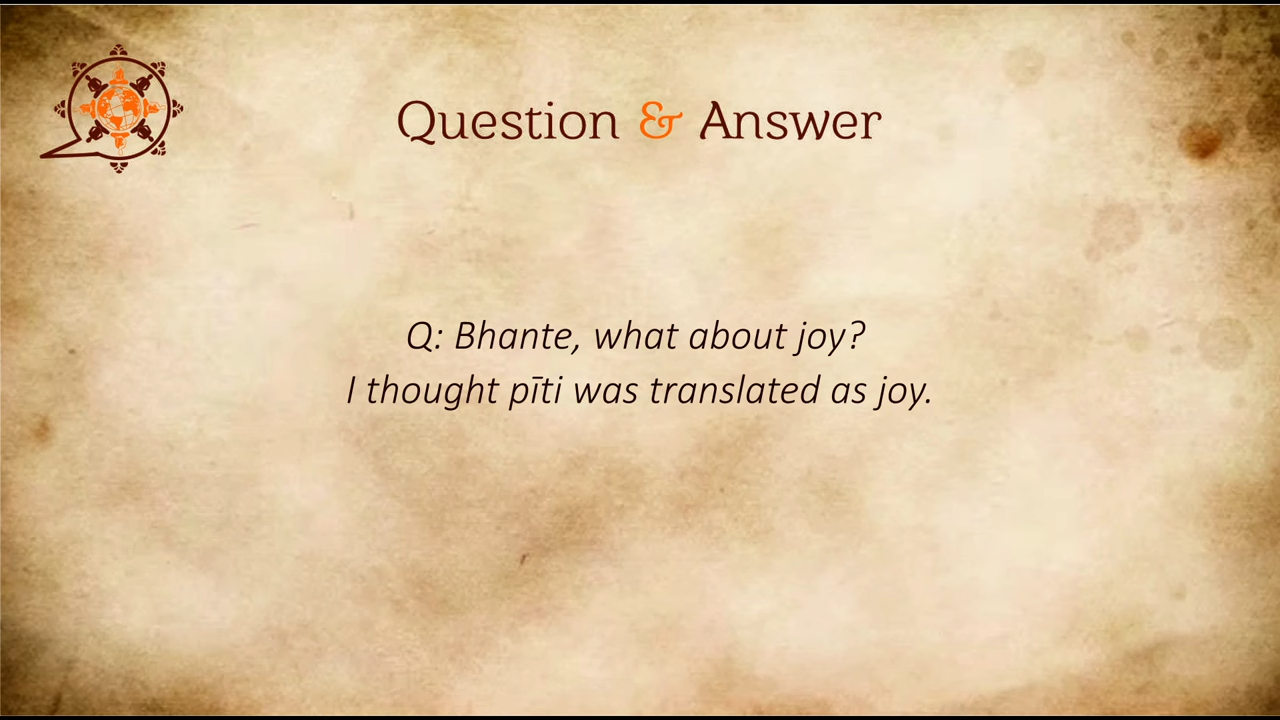 Question & Answer
Q: Bhante, what about joy?
I thought pīti was translated as joy.